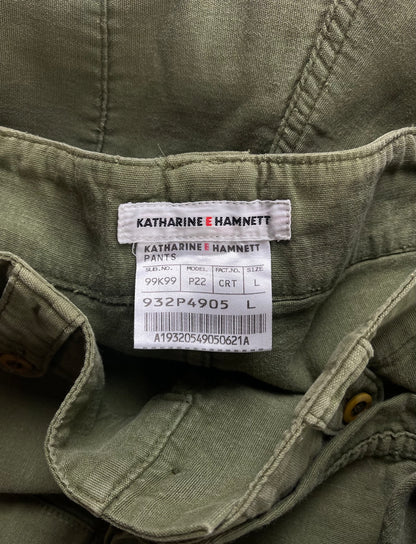 KATHARINE E HAMNETT
KATHARINE E HAMNETT
PANTS
SUB.NO. MODEL FACT.NO. SIZE
99K99 P22 CRT L
932P4905 L
A19320549050621A